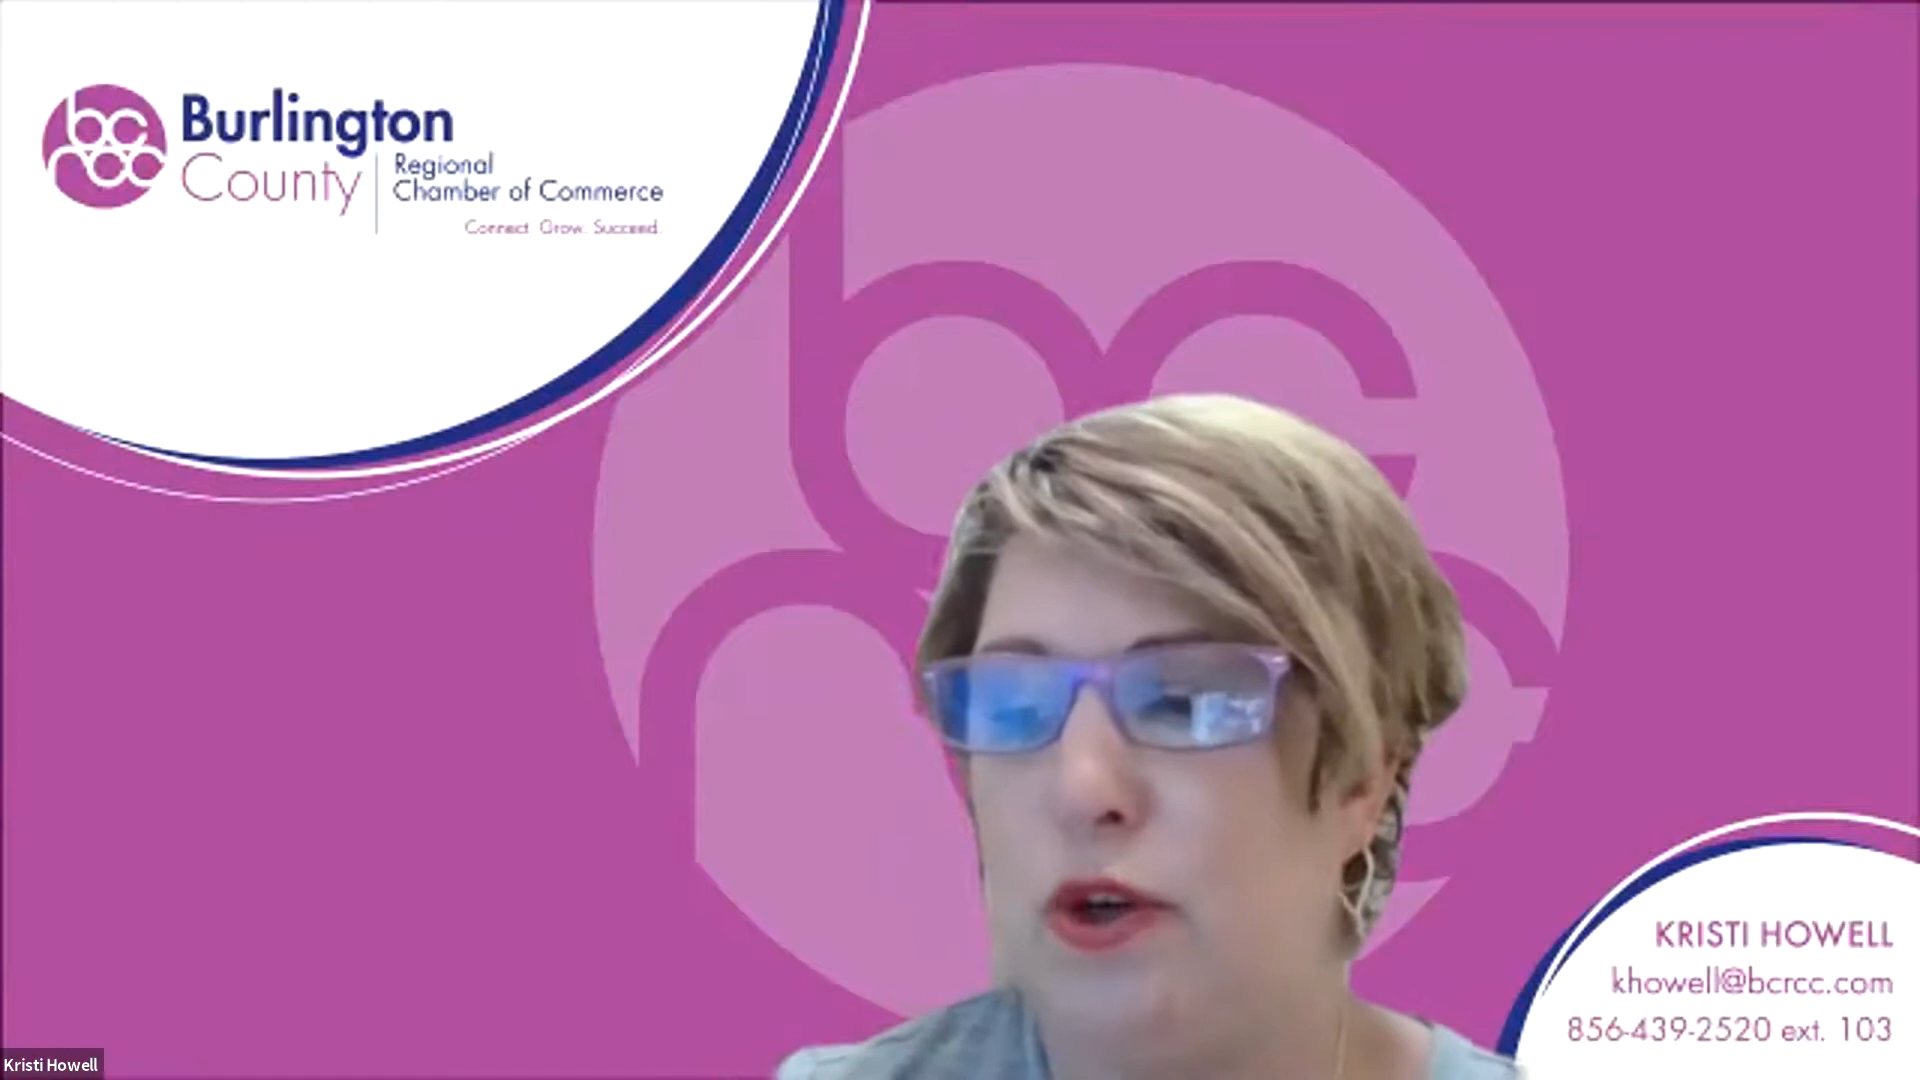 bc
rcc
Burlington
County
Regional
Chamber of Commerce
Connect. Grow. Succeed.
KRISTI HOWELL
khowell@bcrcc.com
856-439-2520 ext. 103
Kristi Howell